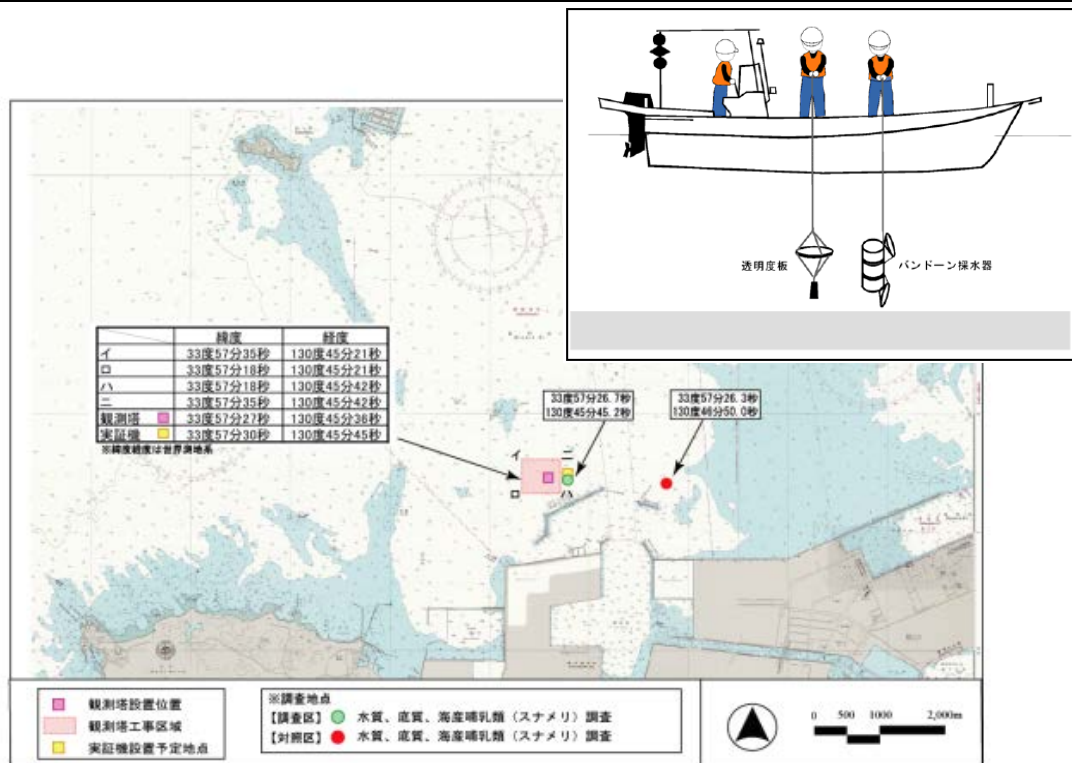 透明度板
バンドーン採水器
緯度 経度
イ 33度57分35秒 130度45分21秒
ロ 33度57分18秒 130度45分21秒
ハ 33度57分18秒 130度45分42秒
ニ 33度57分35秒 130度45分42秒
観測塔 33度57分27秒 130度45分36秒
実証機 33度57分30秒 130度45分45秒
※緯度経度は世界測地系
33度57分26.7秒
130度45分45.2秒
33度57分26.3秒
130度46分50.0秒
イ ニ
ロ ハ
観測塔設置位置
観測塔工事区域
実証機設置予定地点
※調査地点
【調査区】 水質、底質、海産哺乳類（スナメリ）調査
【対照区】 水質、底質、海産哺乳類（スナメリ）調査
0 500 1000 2,000m